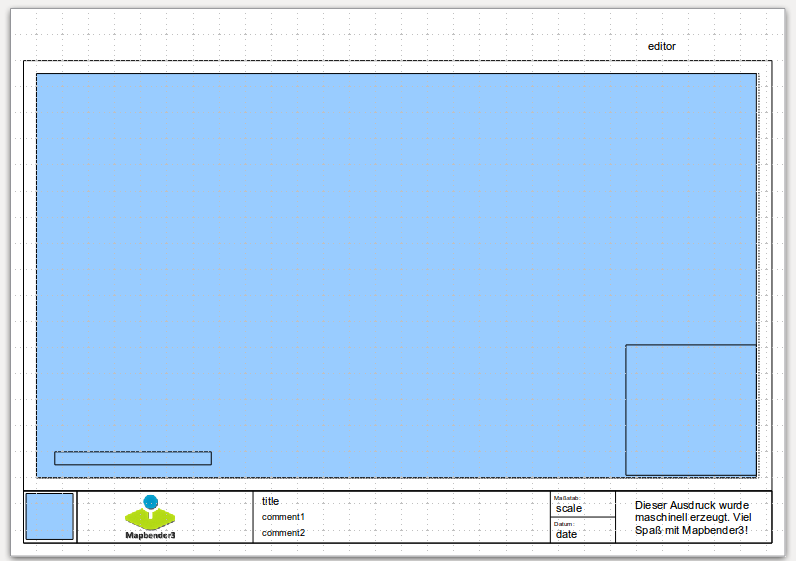 editor
Mapbender3
title
comment1
comment2
Maßstab:
scale
Datum:
date
Dieser Ausdruck wurde
maschinell erzeugt. Viel
Spaß mit Mapbender3!